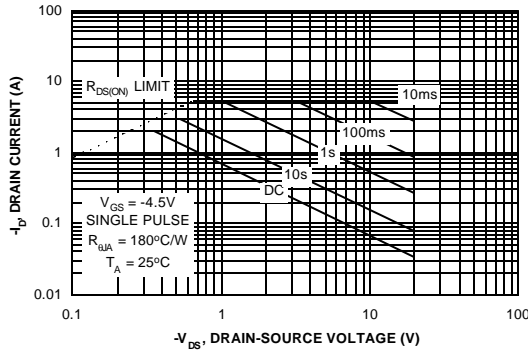 100
10
1
0.1
0.01
-I_D, DRAIN CURRENT (A)
R_DS(ON) LIMIT
10ms
100ms
1s
10s
DC
V_GS = -4.5V
SINGLE PULSE
R_θJA = 180°C/W
T_A = 25°C
0.1
1
10
100
-V_DS, DRAIN-SOURCE VOLTAGE (V)